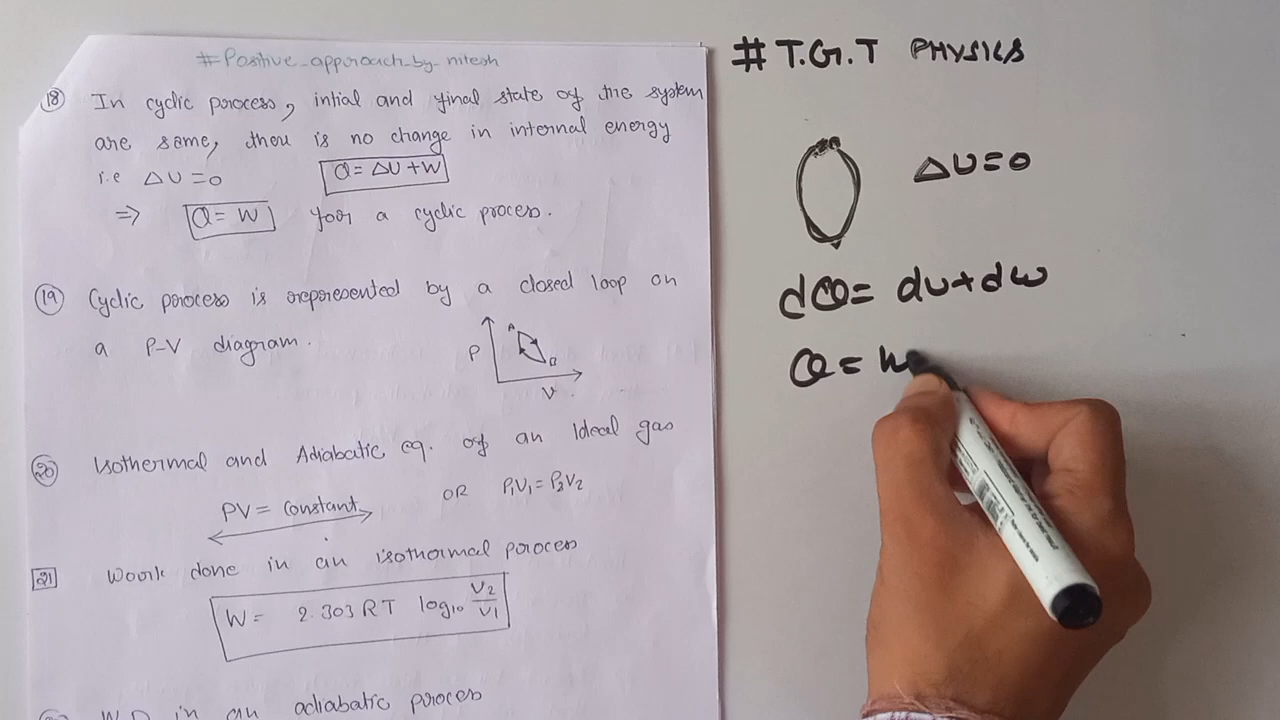 #Positive_approach_by_nitesh
18 In cyclic process, intial and final state of the system
are same, there is no change in internal energy
i.e ΔU = 0
Q = ΔU + W
=> Q = W for a cyclic process.
19 Cyclic process is represented by a closed loop on
a P-V diagram.
P
A
B
V
20 Isothermal and Adiabatic eq. of an Ideal gas
PV = constant OR P1V1 = P2V2
21 Work done in an isothermal process
W = 2.303 RT log10 V2/V1
W.D in an adiabatic process
# T.G.T PHYSICS
ΔU = 0
dQ = du + dw
Q = w